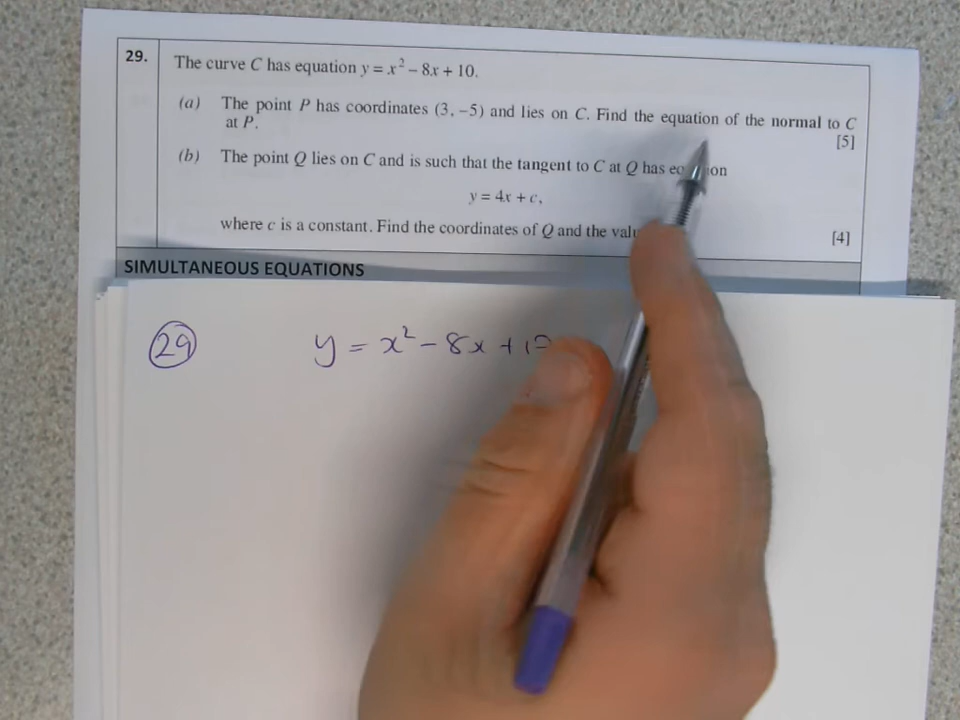 29.
The curve C has equation y = x² – 8x + 10.
(a) The point P has coordinates (3, –5) and lies on C. Find the equation of the normal to C
at P.
[5]
(b) The point Q lies on C and is such that the tangent to C at Q has
y = 4x + c,
where c is a constant. Find the coordinates of Q and the
[4]
SIMULTANEOUS EQUATIONS
29 y = x² – 8x +